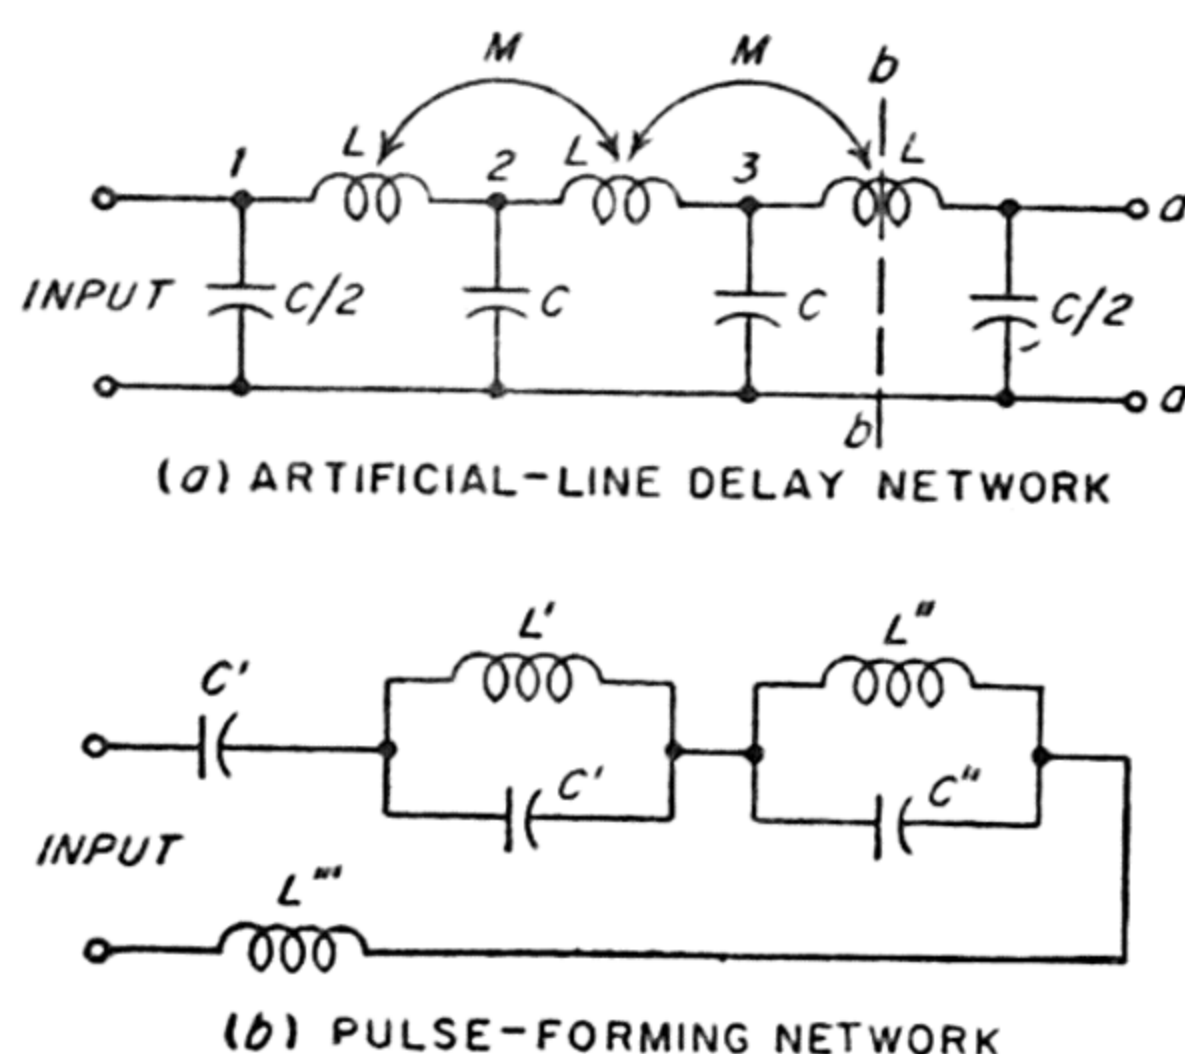 M M b
L L L
1 2 3
a
INPUT C/2 C C C/2
a
b
(a) ARTIFICIAL-LINE DELAY NETWORK
L' L"
C'
C' C"
INPUT
L"'
(b) PULSE-FORMING NETWORK